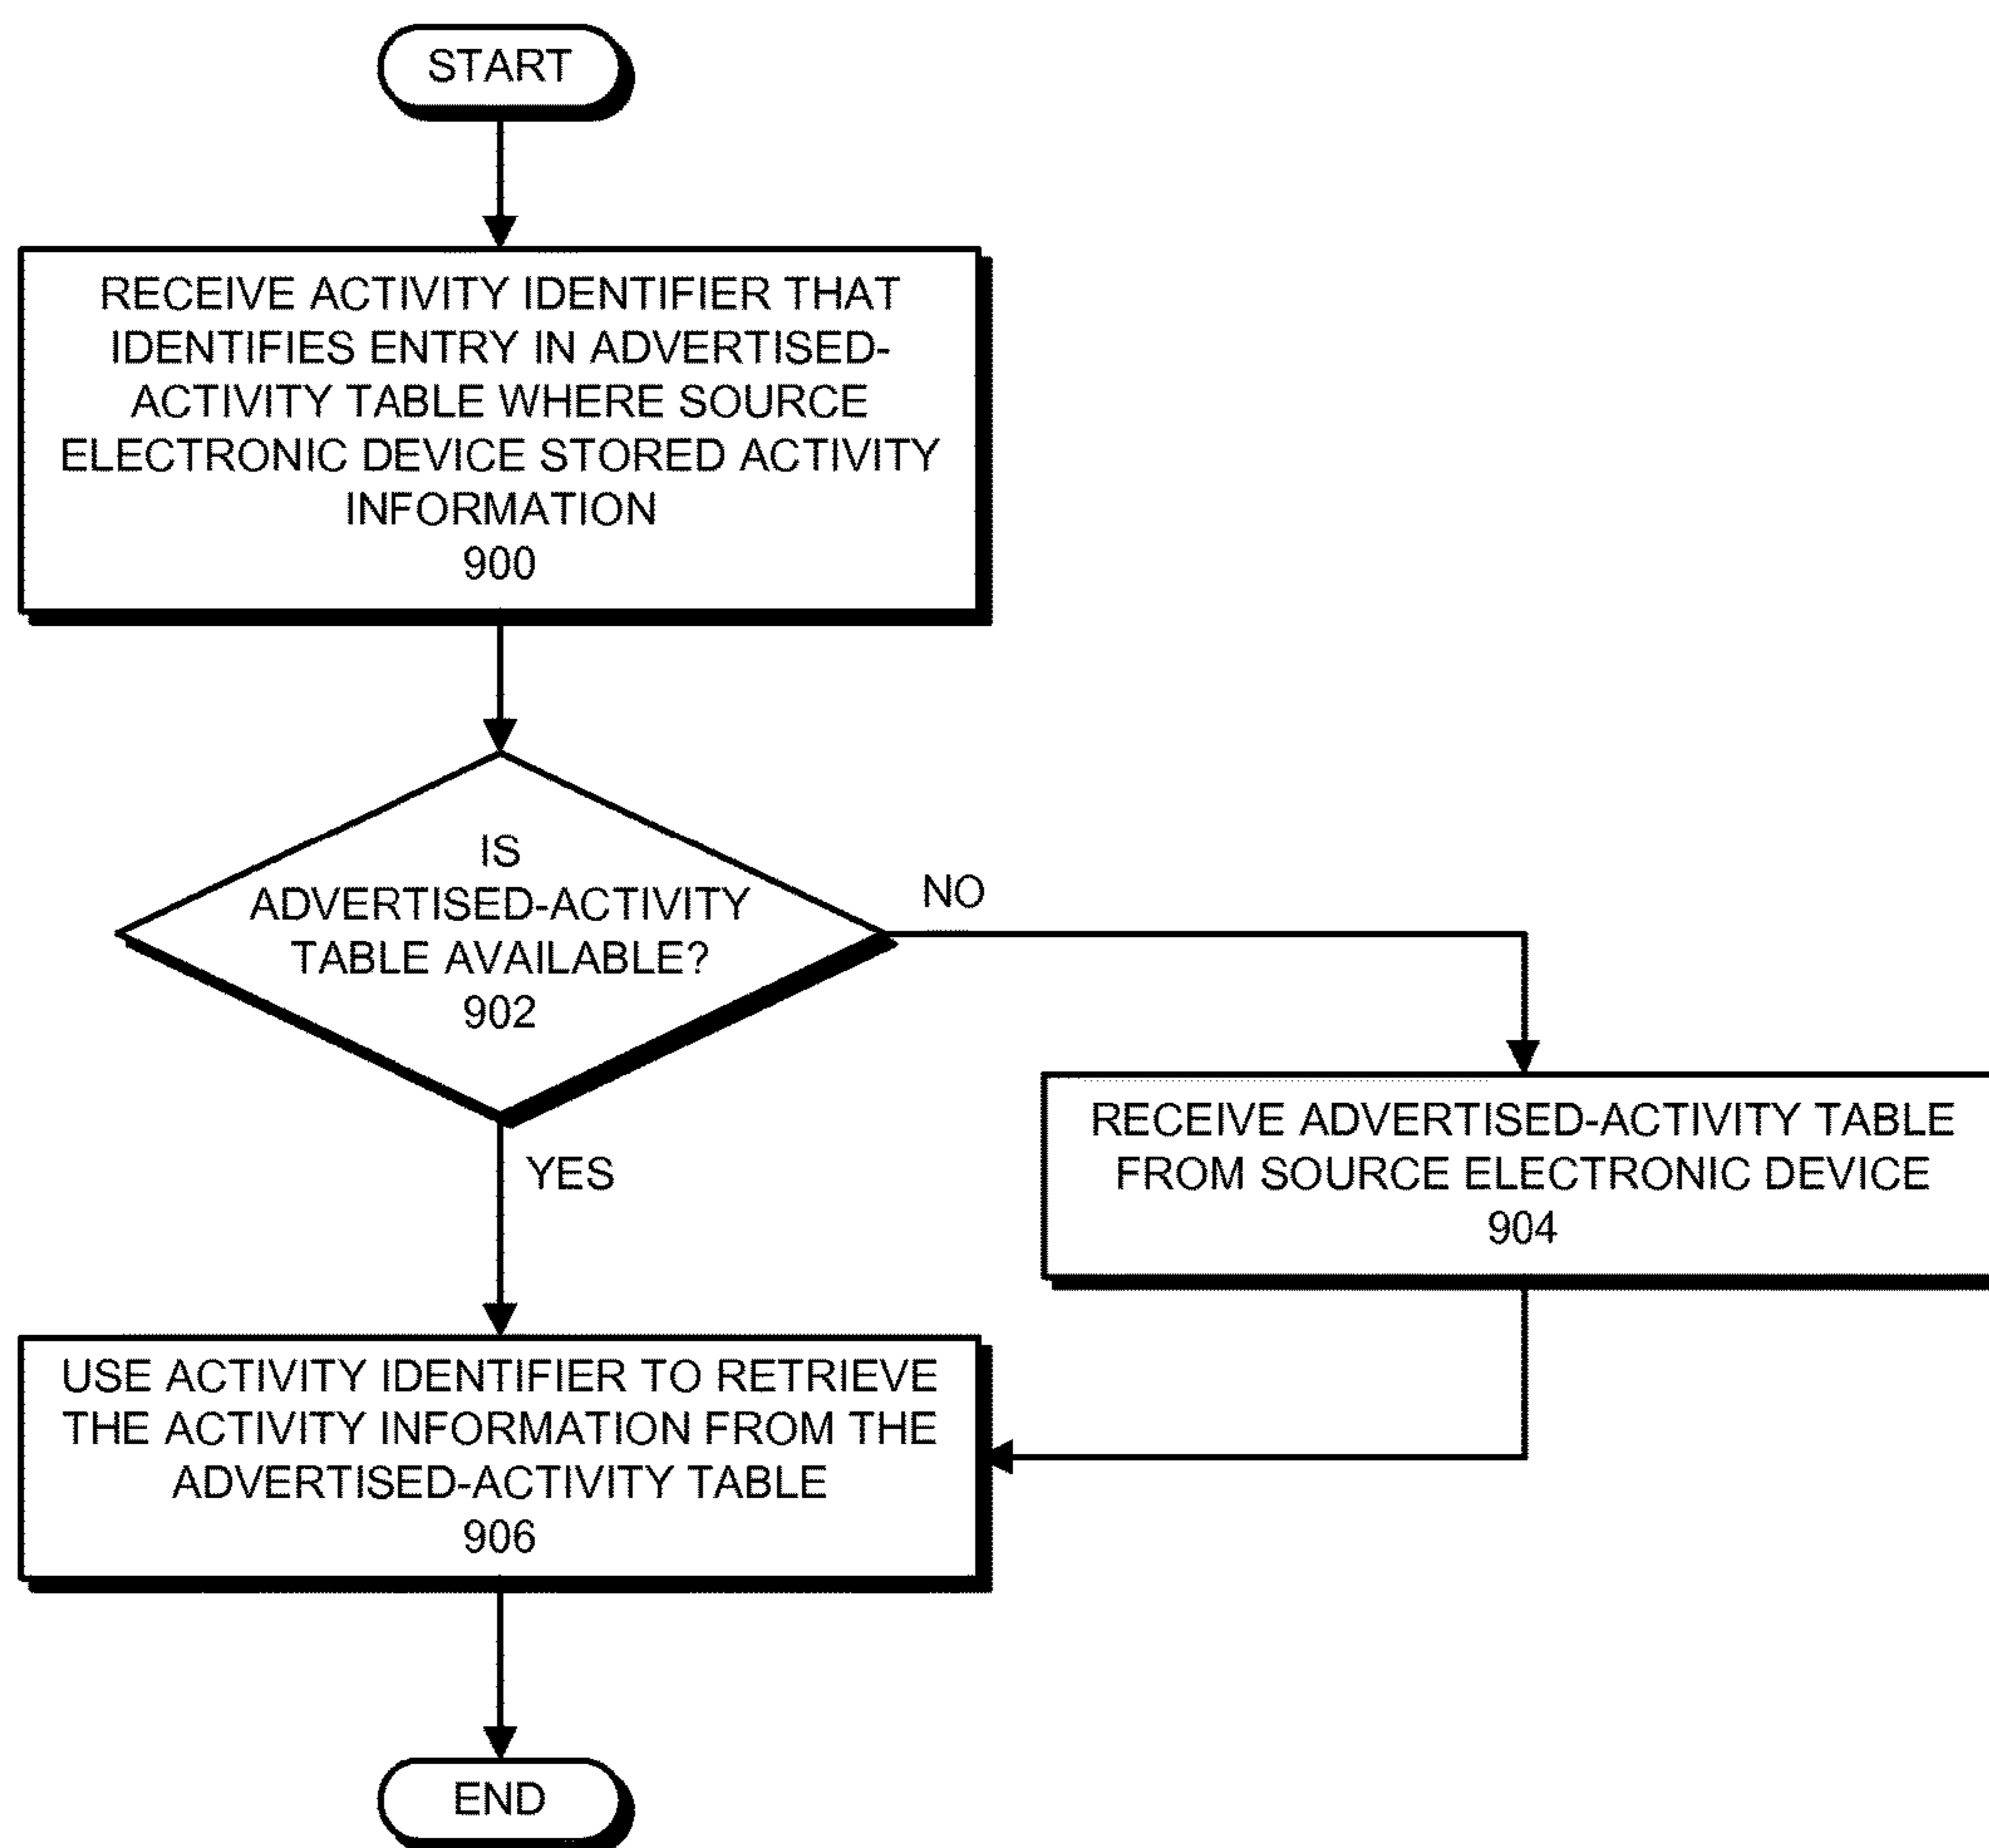 START
RECEIVE ACTIVITY IDENTIFIER THAT
IDENTIFIES ENTRY IN ADVERTISED-
ACTIVITY TABLE WHERE SOURCE
ELECTRONIC DEVICE STORED ACTIVITY
INFORMATION
900
IS
ADVERTISED-ACTIVITY
TABLE AVAILABLE?
902
NO
YES
RECEIVE ADVERTISED-ACTIVITY TABLE
FROM SOURCE ELECTRONIC DEVICE
904
USE ACTIVITY IDENTIFIER TO RETRIEVE
THE ACTIVITY INFORMATION FROM THE
ADVERTISED-ACTIVITY TABLE
906
END